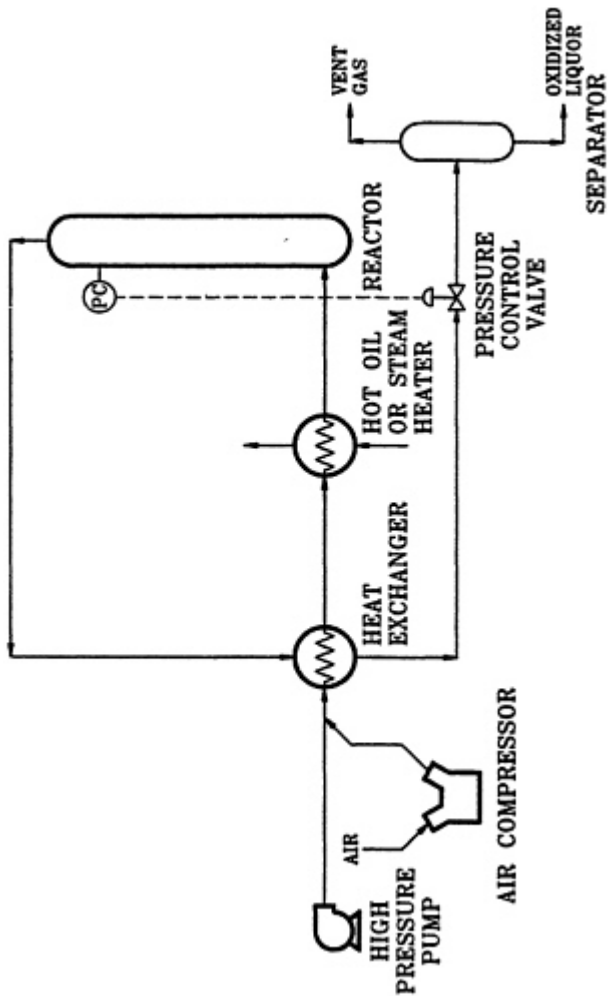 HIGH
PRESSURE
PUMP
AIR
AIR COMPRESSOR
HEAT
EXCHANGER
HOT OIL
OR STEAM
HEATER
PC
REACTOR
PRESSURE
CONTROL
VALVE
VENT
GAS
OXIDIZED
LIQUOR
SEPARATOR